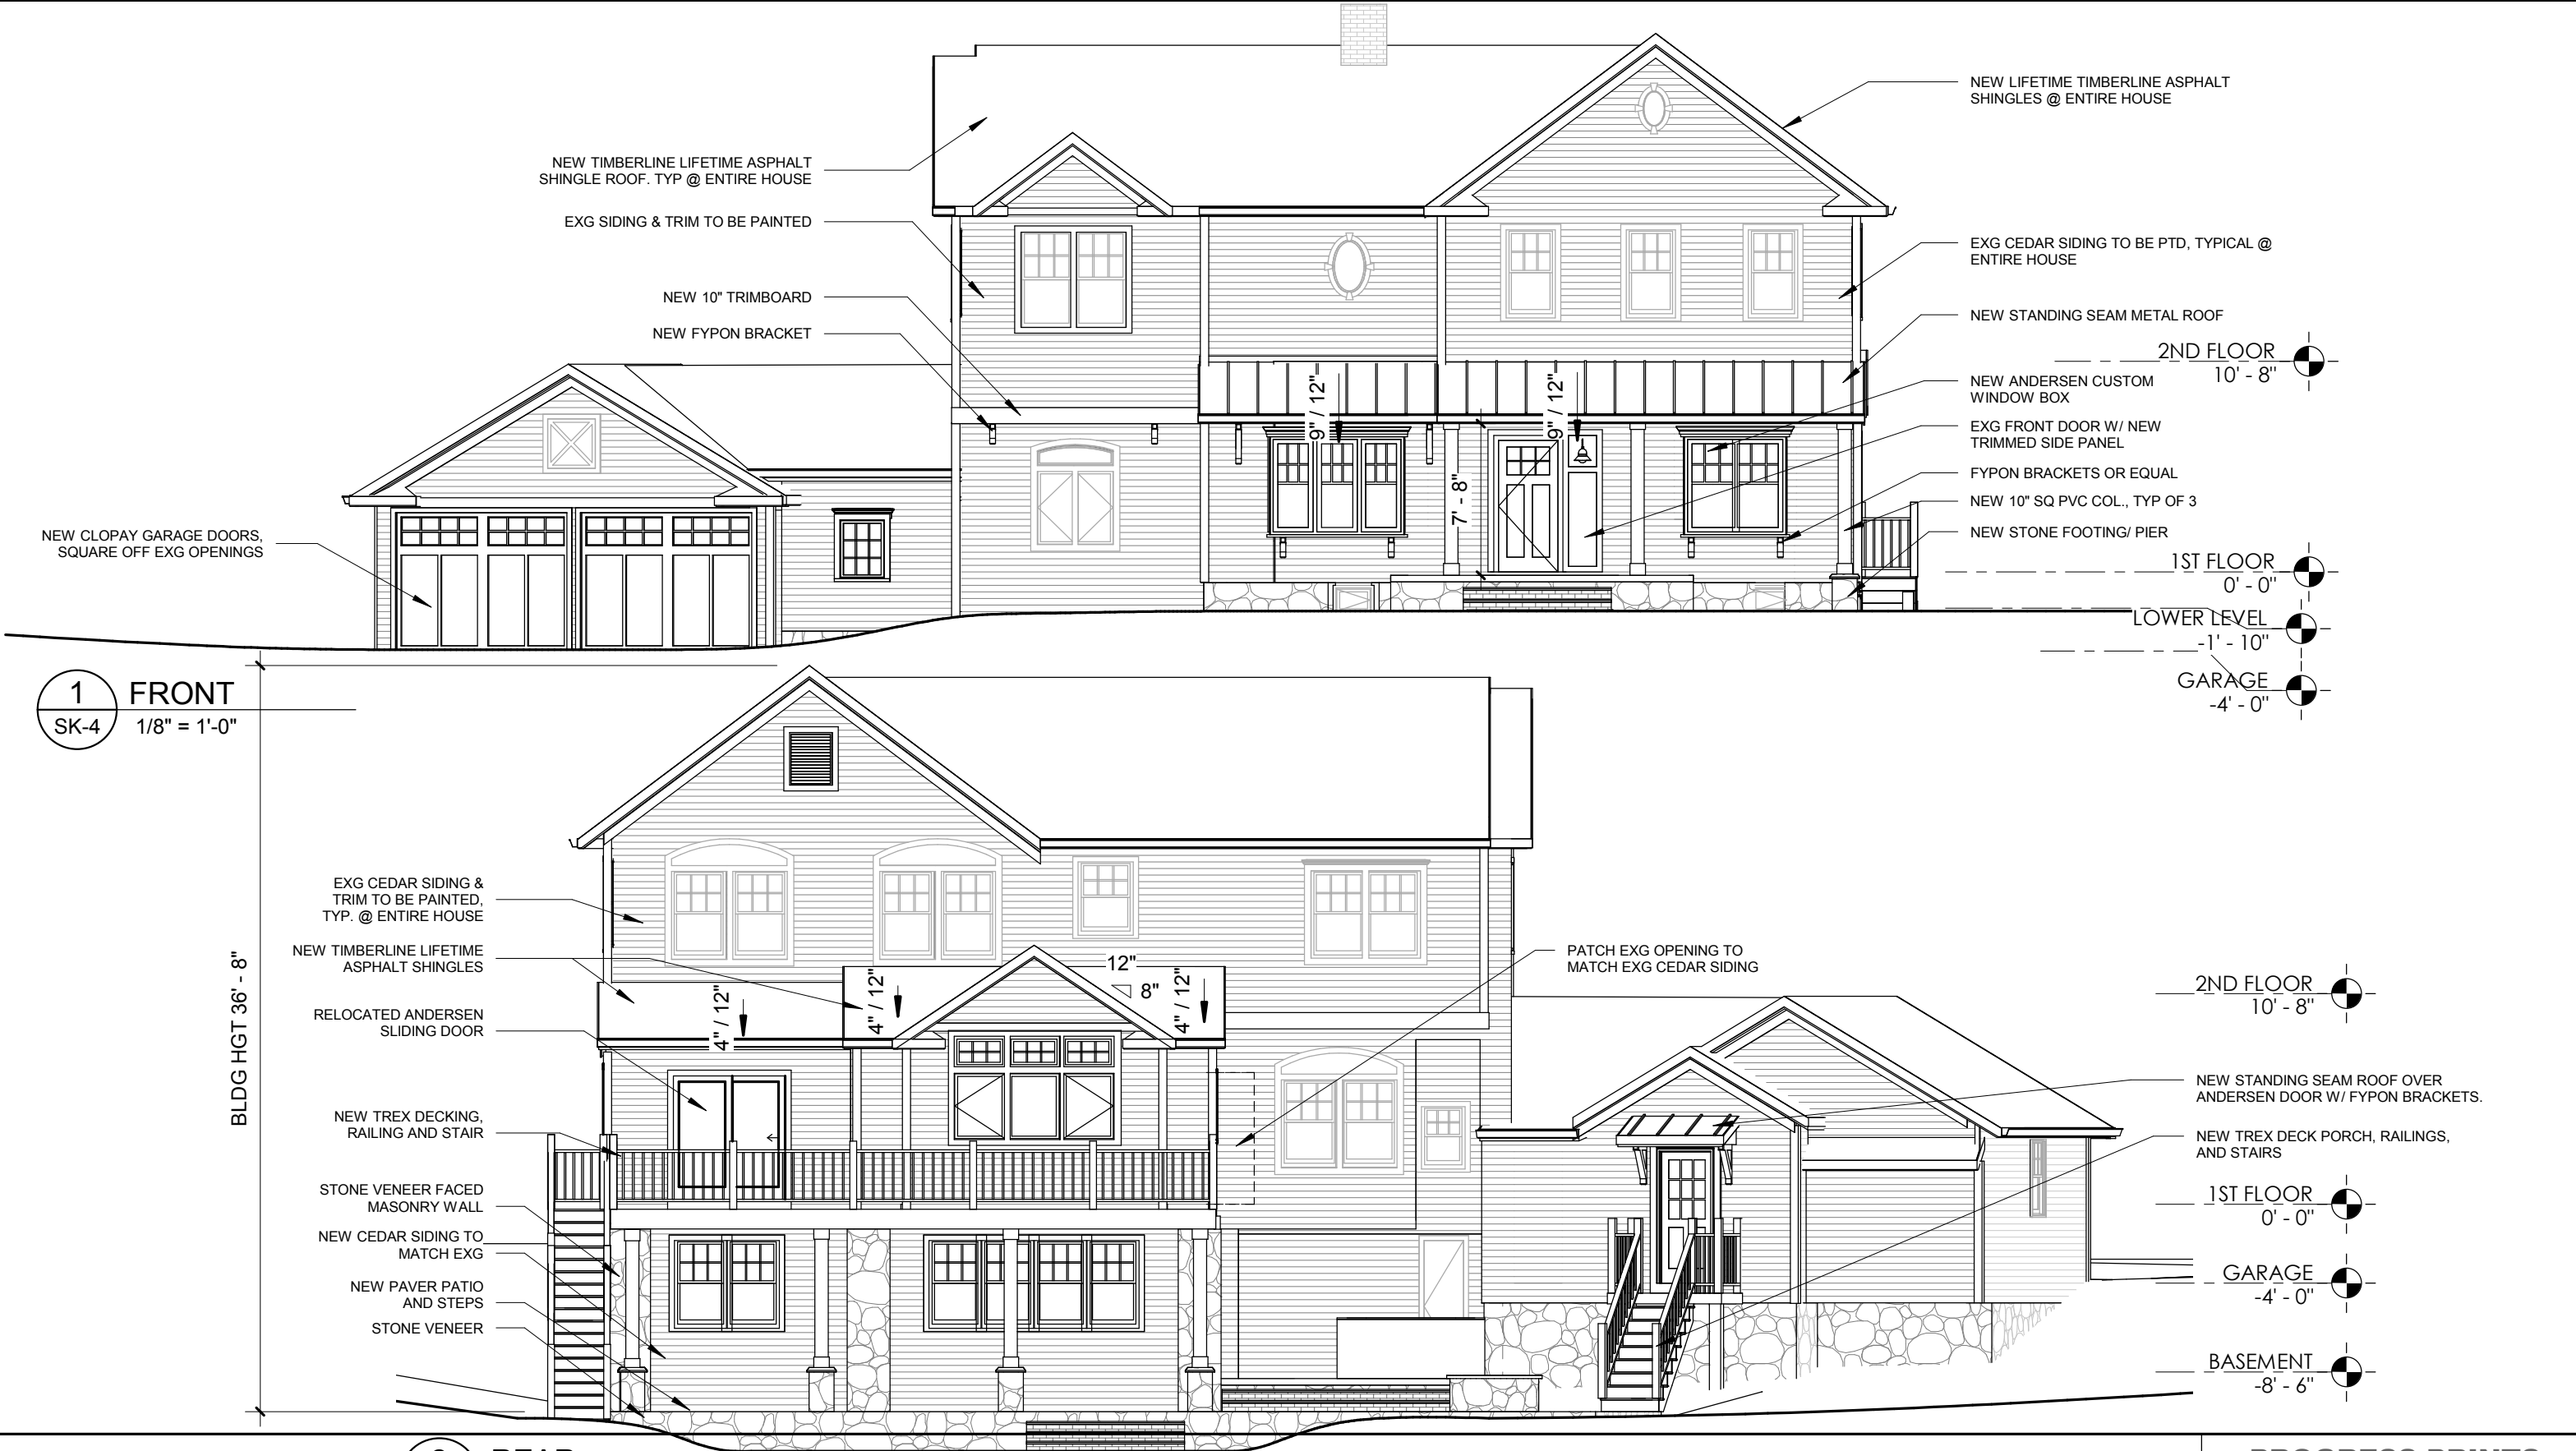 NEW LIFETIME TIMBERLINE ASPHALT
SHINGLES @ ENTIRE HOUSE
NEW TIMBERLINE LIFETIME ASPHALT
SHINGLE ROOF. TYP @ ENTIRE HOUSE
EXG SIDING & TRIM TO BE PAINTED
NEW 10" TRIMBOARD
NEW FYPON BRACKET
NEW CLOPAY GARAGE DOORS,
SQUARE OFF EXG OPENINGS
EXG CEDAR SIDING TO BE PTD, TYPICAL @
ENTIRE HOUSE
NEW STANDING SEAM METAL ROOF
NEW ANDERSEN CUSTOM
WINDOW BOX
EXG FRONT DOOR W/ NEW
TRIMMED SIDE PANEL
FYPON BRACKETS OR EQUAL
NEW 10" SQ PVC COL., TYP OF 3
NEW STONE FOOTING/ PIER
9" / 12"
9" / 12"
7' - 8"
2ND FLOOR
10' - 8"
1ST FLOOR
0' - 0"
LOWER LEVEL
-1' - 10"
GARAGE
-4' - 0"
1
FRONT
SK-4
1/8" = 1'-0"
BLDG HGT 36' - 8"
EXG CEDAR SIDING &
TRIM TO BE PAINTED,
TYP. @ ENTIRE HOUSE
NEW TIMBERLINE LIFETIME
ASPHALT SHINGLES
RELOCATED ANDERSEN
SLIDING DOOR
NEW TREX DECKING,
RAILING AND STAIR
STONE VENEER FACED
MASONRY WALL
NEW CEDAR SIDING TO
MATCH EXG
NEW PAVER PATIO
AND STEPS
STONE VENEER
4" / 12"
4" / 12"
12"
8"
4" / 12"
PATCH EXG OPENING TO
MATCH EXG CEDAR SIDING
NEW STANDING SEAM ROOF OVER
ANDERSEN DOOR W/ FYPON BRACKETS.
NEW TREX DECK PORCH, RAILINGS,
AND STAIRS
2ND FLOOR
10' - 8"
1ST FLOOR
0' - 0"
GARAGE
-4' - 0"
BASEMENT
-8' - 6"
REAR
PROGRESS PRINTS